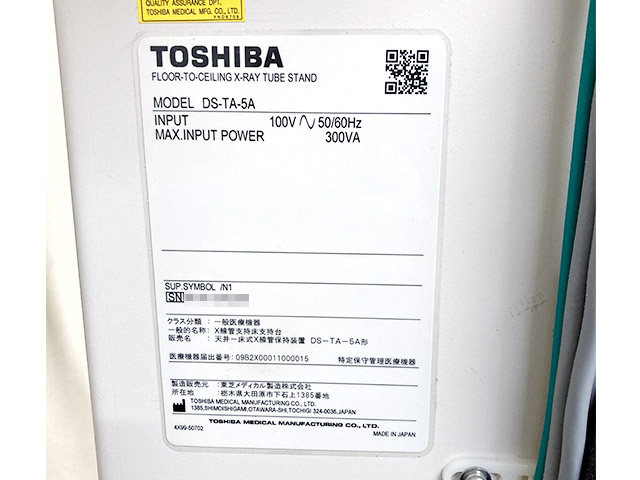 QUALITY ASSURANCE DPT.
TOSHIBA MEDICAL MFG. CO., LTD.
TOSHIBA
FLOOR-TO-CEILING X-RAY TUBE STAND
MODEL DS-TA-5A
INPUT 100V 50/60Hz
MAX.INPUT POWER 300VA
SUP.SYMBOL /N1
SN
クラス分類:一般医療機器
一般的名称:X線管支持床支持台
販売名:天井ー床式X線管保持装置 DS-TA-5A形
医療機器届出番号:09B2X00011000015 特定保守管理医療機器
製造販売元:東芝メディカル製造株式会社
所在地:栃木県大田原市下石上1385番地
TOSHIBA MEDICAL MANUFACTURING CO., LTD.
1385,SHIMOISHIGAMI,OTAWARA-SHI,TOCHIGI 324-0036,JAPAN
TOSHIBA MEDICAL MANUFACTURING CO., LTD.
4X99-50702 MADE IN JAPAN